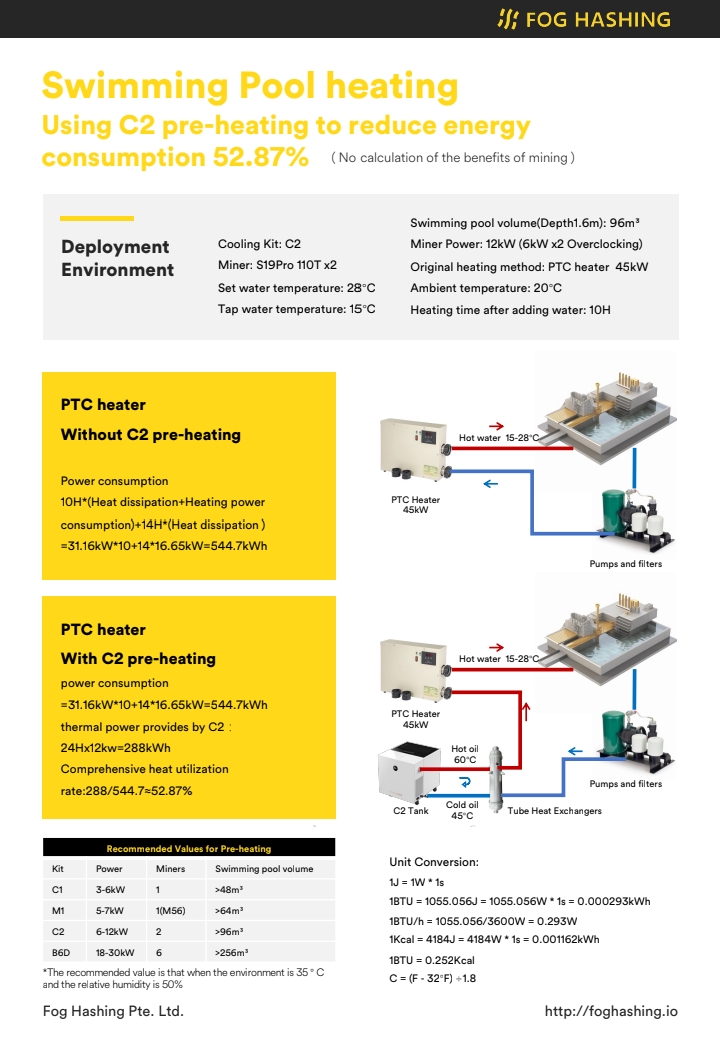 FOG HASHING
Swimming Pool heating
Using C2 pre-heating to reduce energy
consumption 52.87% ( No calculation of the benefits of mining )
Deployment
Environment
Cooling Kit: C2
Miner: S19Pro 110T x2
Set water temperature: 28°C
Tap water temperature: 15°C
Swimming pool volume(Depth1.6m): 96m³
Miner Power: 12kW (6kW x2 Overclocking)
Original heating method: PTC heater 45kW
Ambient temperature: 20°C
Heating time after adding water: 10H
PTC heater
Without C2 pre-heating
Power consumption
10H*(Heat dissipation+Heating power
consumption)+14H*(Heat dissipation )
=31.16kW*10+14*16.65kW=544.7kWh
Hot water 15-28°C
PTC Heater
45kW
Pumps and filters
PTC heater
With C2 pre-heating
power consumption
=31.16kW*10+14*16.65kW=544.7kWh
thermal power provides by C2 :
24Hx12kw=288kWh
Comprehensive heat utilization
rate:288/544.7≈52.87%
Hot water 15-28°C
PTC Heater
45kW
Hot oil
60°C
Pumps and filters
C2 Tank
Cold oil
45°C
Tube Heat Exchangers
Recommended Values for Pre-heating
Kit Power Miners Swimming pool volume
C1 3-6kW 1 >48m³
M1 5-7kW 1(M56) >64m³
C2 6-12kW 2 >96m³
B6D 18-30kW 6 >256m³
*The recommended value is that when the environment is 35 ° C
and the relative humidity is 50%
Unit Conversion:
1J = 1W * 1s
1BTU = 1055.056J = 1055.056W * 1s = 0.000293kWh
1BTU/h = 1055.056/3600W = 0.293W
1Kcal = 4184J = 4184W * 1s = 0.001162kWh
1BTU = 0.252Kcal
C = (F - 32°F) ÷1.8
Fog Hashing Pte. Ltd.
http://foghashing.io